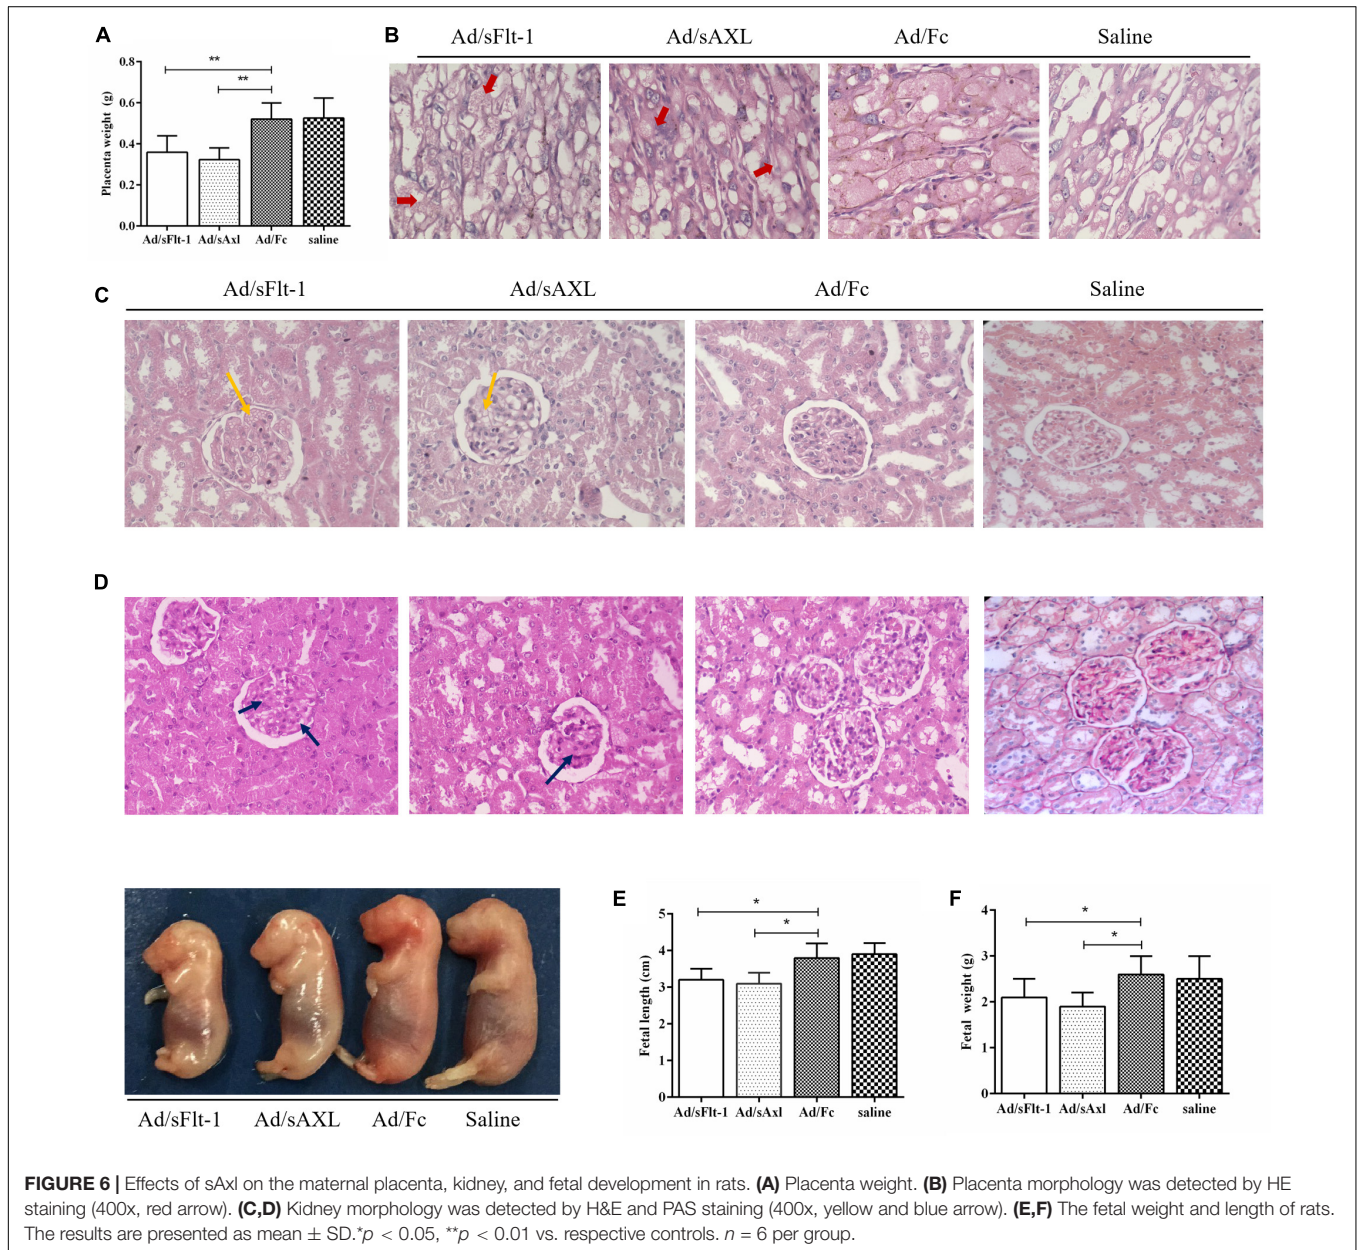 A
B
Ad/sFlt-1 Ad/sAXL Ad/Fc Saline
** **
Placenta weight (g)
0.8
0.6
0.4
0.2
0.0
Ad/sFlt-1 Ad/sAxl Ad/Fc saline
C
Ad/sFlt-1 Ad/sAXL Ad/Fc Saline
D
Ad/sFlt-1 Ad/sAXL Ad/Fc Saline
E
* *
Fetal length (cm)
5
4
3
2
1
0
Ad/sFlt-1 Ad/sAxl Ad/Fc saline
F
* *
Fetal weight (g)
4
3
2
1
0
Ad/sFlt-1 Ad/sAxl Ad/Fc saline
FIGURE 6 | Effects of sAxl on the maternal placenta, kidney, and fetal development in rats. (A) Placenta weight. (B) Placenta morphology was detected by HE
staining (400x, red arrow). (C,D) Kidney morphology was detected by H&E and PAS staining (400x, yellow and blue arrow). (E,F) The fetal weight and length of rats.
The results are presented as mean ± SD.*p < 0.05, **p < 0.01 vs. respective controls. n = 6 per group.